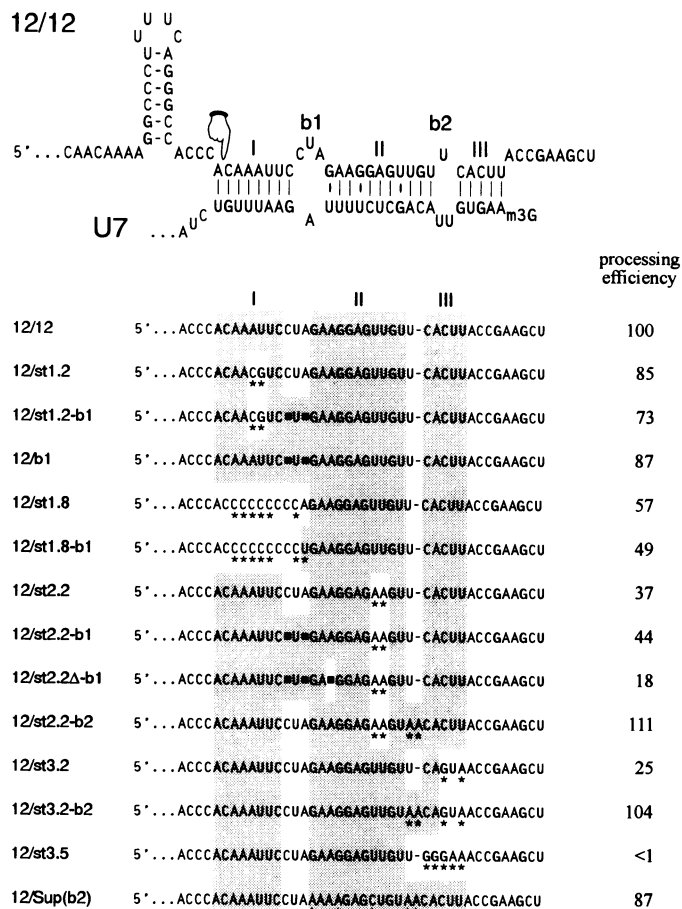 12/12
U U
U C
U-A
C-G
C-G
C-G
G-C
G-C
5'...CAACAAAA ACCC I b1 II b2 III ACCGAAGCU
C U A U
ACAAAUUC GAAGGAGUUGU CACUU
UGUUUAAG A UUUUCUCGACA UU GUGAA m3G
U7 ...AUC
processing efficiency
I II III
12/12 5'...ACCCACAAAUUCCUAGAAGGAGUUGUU-CACUUACCGAAGCU 100
12/st1.2 5'...ACCCACAACGUCCUAGAAGGAGUUGUU-CACUUACCGAAGCU 85
**
12/st1.2-b1 5'...ACCCACAACGUC■U■GAAGGAGUUGUU-CACUUACCGAAGCU 73
**
12/b1 5'...ACCCACAAAUUC■U■GAAGGAGUUGUU-CACUUACCGAAGCU 87
12/st1.8 5'...ACCCACCCCCCCCCAGAAGGAGUUGUU-CACUUACCGAAGCU 57
***** *
12/st1.8-b1 5'...ACCCACCCCCCCCCUGAAGGAGUUGUU-CACUUACCGAAGCU 49
***** **
12/st2.2 5'...ACCCACAAAUUCCUAGAAGGAGAAGUU-CACUUACCGAAGCU 37
**
12/st2.2-b1 5'...ACCCACAAAUUC■U■GAAGGAGAAGUU-CACUUACCGAAGCU 44
**
12/st2.2Δ-b1 5'...ACCCACAAAUUC■U■GA■GGAGAAGUU-CACUUACCGAAGCU 18
**
12/st2.2-b2 5'...ACCCACAAAUUCCUAGAAGGAGAAGUAACACUUACCGAAGCU 111
** **
12/st3.2 5'...ACCCACAAAUUCCUAGAAGGAGUUGUU-CAGUAACCGAAGCU 25
* *
12/st3.2-b2 5'...ACCCACAAAUUCCUAGAAGGAGUUGUAACAGUAACCGAAGCU 104
** * *
12/st3.5 5'...ACCCACAAAUUCCUAGAAGGAGUUGUU-GGGAAACCGAAGCU <1
*****
12/Sup(b2) 5'...ACCCACAAAUUCCUAAAAAGAGCUGUAACACUUACCGAAGCU 87